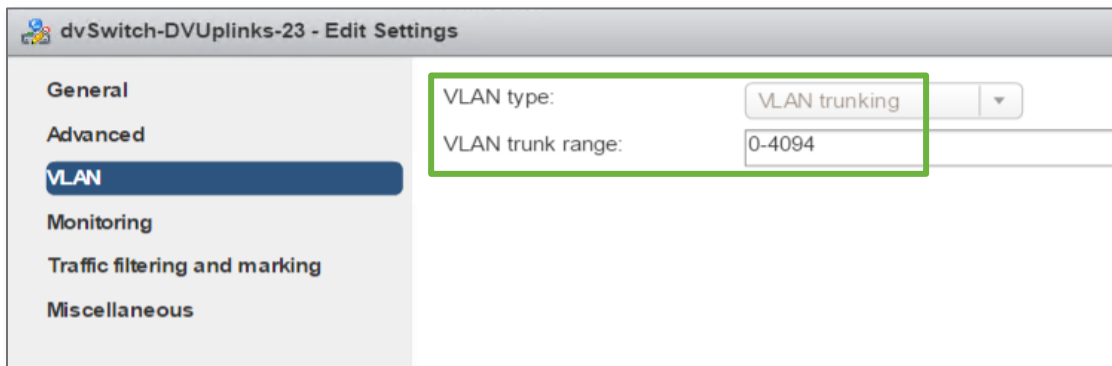 dvSwitch-DVUplinks-23 - Edit Settings
General
Advanced
VLAN
Monitoring
Traffic filtering and marking
Miscellaneous
VLAN type: VLAN trunking
VLAN trunk range: 0-4094